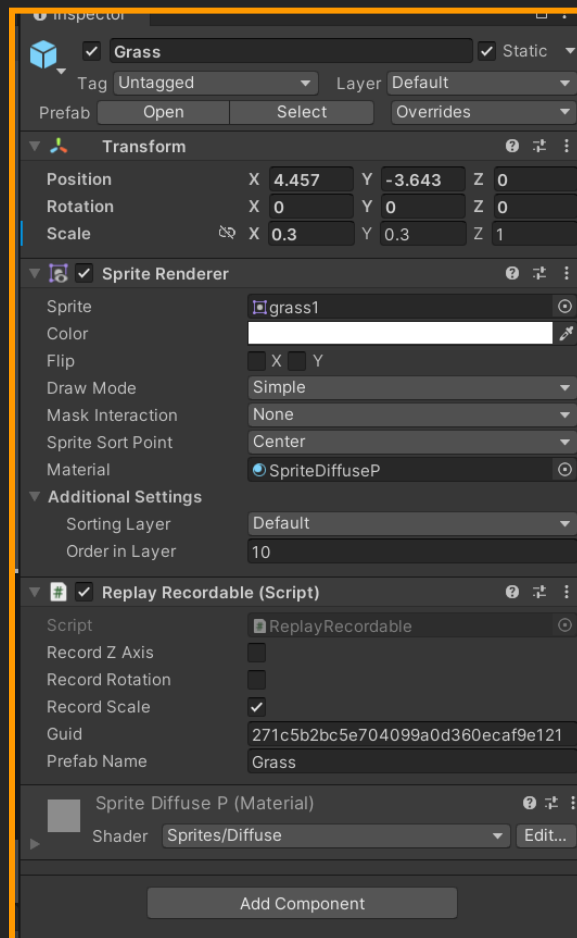 Inspector
Grass Static
Tag Untagged Layer Default
Prefab Open Select Overrides
Transform
Position X 4.457 Y -3.643 Z 0
Rotation X 0 Y 0 Z 0
Scale X 0.3 Y 0.3 Z 1
Sprite Renderer
Sprite grass1
Color
Flip X Y
Draw Mode Simple
Mask Interaction None
Sprite Sort Point Center
Material SpriteDiffuseP
Additional Settings
Sorting Layer Default
Order in Layer 10
# Replay Recordable (Script)
Script ReplayRecordable
Record Z Axis
Record Rotation
Record Scale
Guid 271c5b2bc5e704099a0d360ecaf9e121
Prefab Name Grass
Sprite Diffuse P (Material)
Shader Sprites/Diffuse Edit...
Add Component